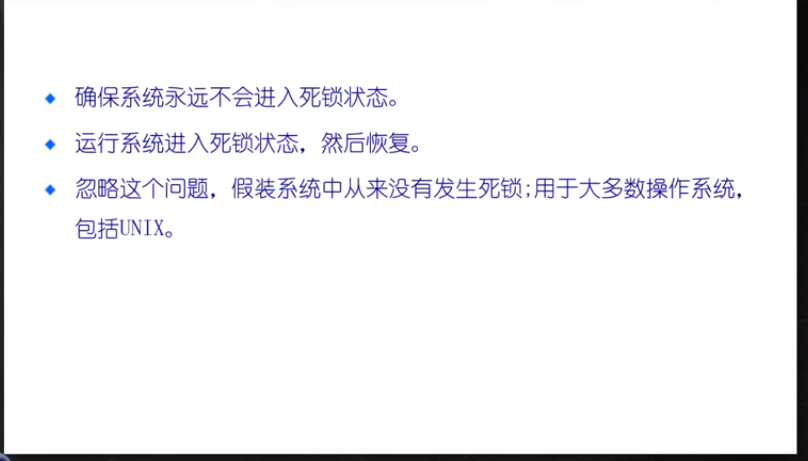 确保系统永远不会进入死锁状态。
运行系统进入死锁状态，然后恢复。
忽略这个问题，假装系统中从来没有发生死锁;用于大多数操作系统，
包括UNIX。